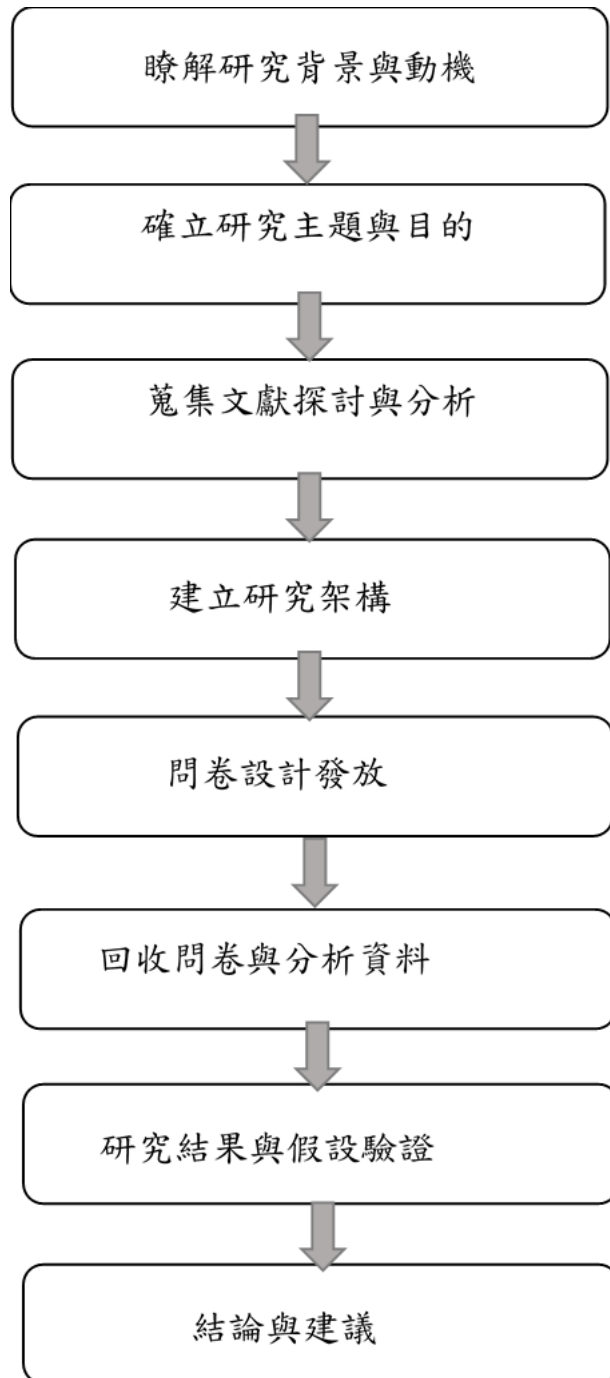 瞭解研究背景與動機
確立研究主題與目的
蒐集文獻探討與分析
建立研究架構
問卷設計發放
回收問卷與分析資料
研究結果與假設驗證
結論與建議